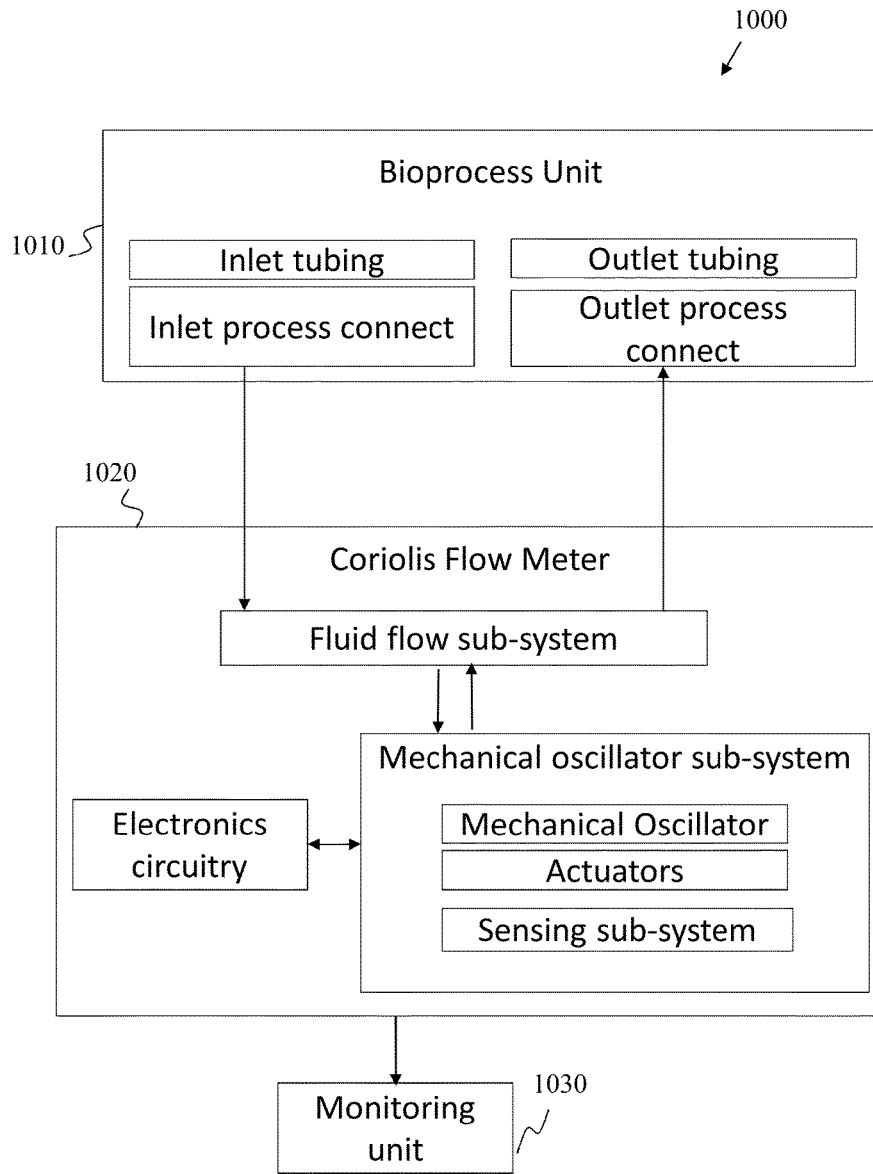 1000
Bioprocess Unit
1010
Inlet tubing
Outlet tubing
Inlet process connect
Outlet process
connect
1020
Coriolis Flow Meter
Fluid flow sub-system
Mechanical oscillator sub-system
Electronics
circuitry
Mechanical Oscillator
Actuators
Sensing sub-system
Monitoring
unit
1030